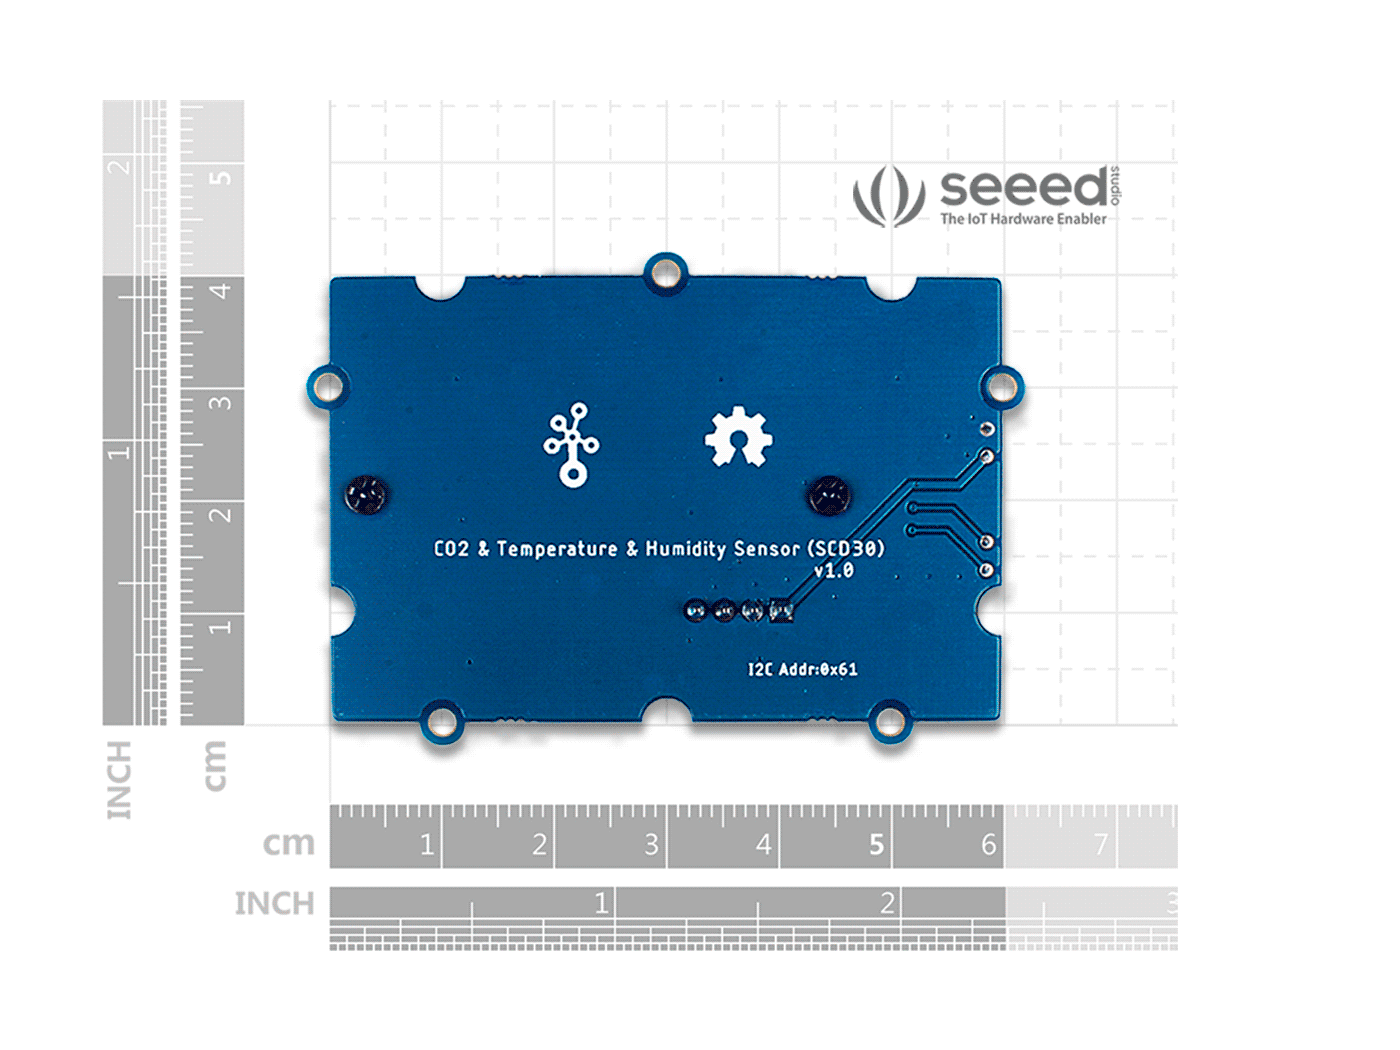 seeed
studio
The IoT Hardware Enabler
2
1
INCH
5
4
3
2
1
cm
CO2 & Temperature & Humidity Sensor (SCD30)
v1.0
I2C Addr:0x61
cm
1
2
3
4
5
6
7
INCH
1
2
3